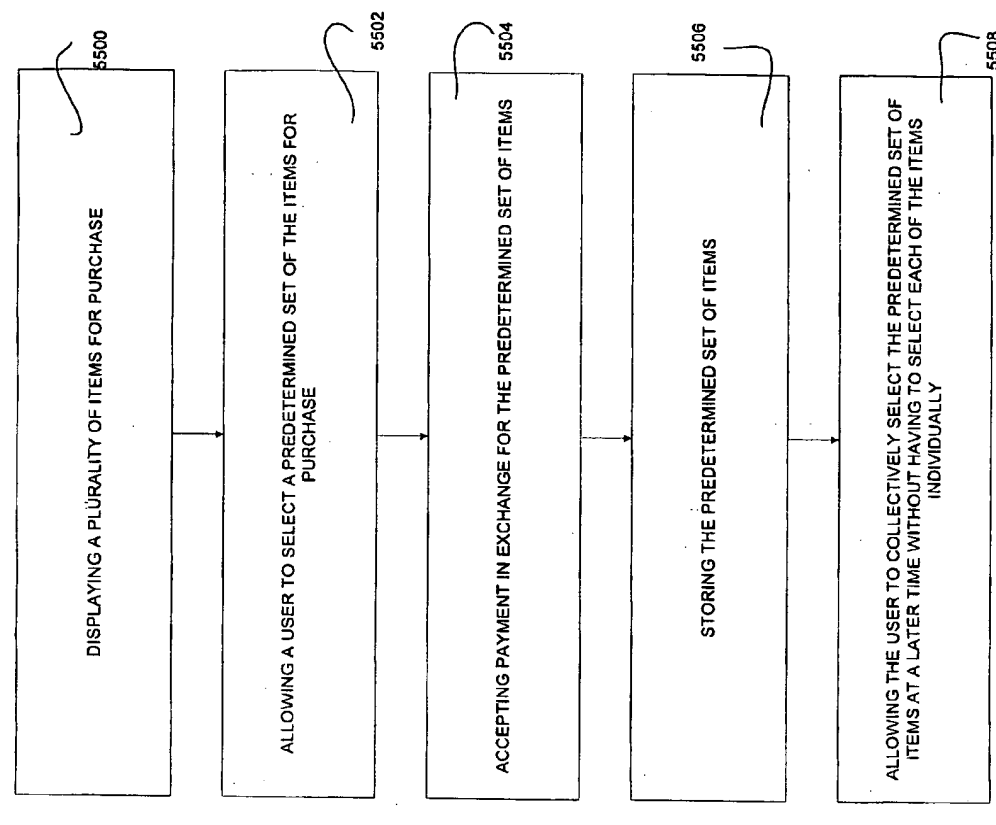 5500
DISPLAYING A PLURALITY OF ITEMS FOR PURCHASE
5502
ALLOWING A USER TO SELECT A PREDETERMINED SET OF THE ITEMS FOR
PURCHASE
5504
ACCEPTING PAYMENT IN EXCHANGE FOR THE PREDETERMINED SET OF ITEMS
5506
STORING THE PREDETERMINED SET OF ITEMS
5508
ALLOWING THE USER TO COLLECTIVELY SELECT THE PREDETERMINED SET OF
ITEMS AT A LATER TIME WITHOUT HAVING TO SELECT EACH OF THE ITEMS
INDIVIDUALLY